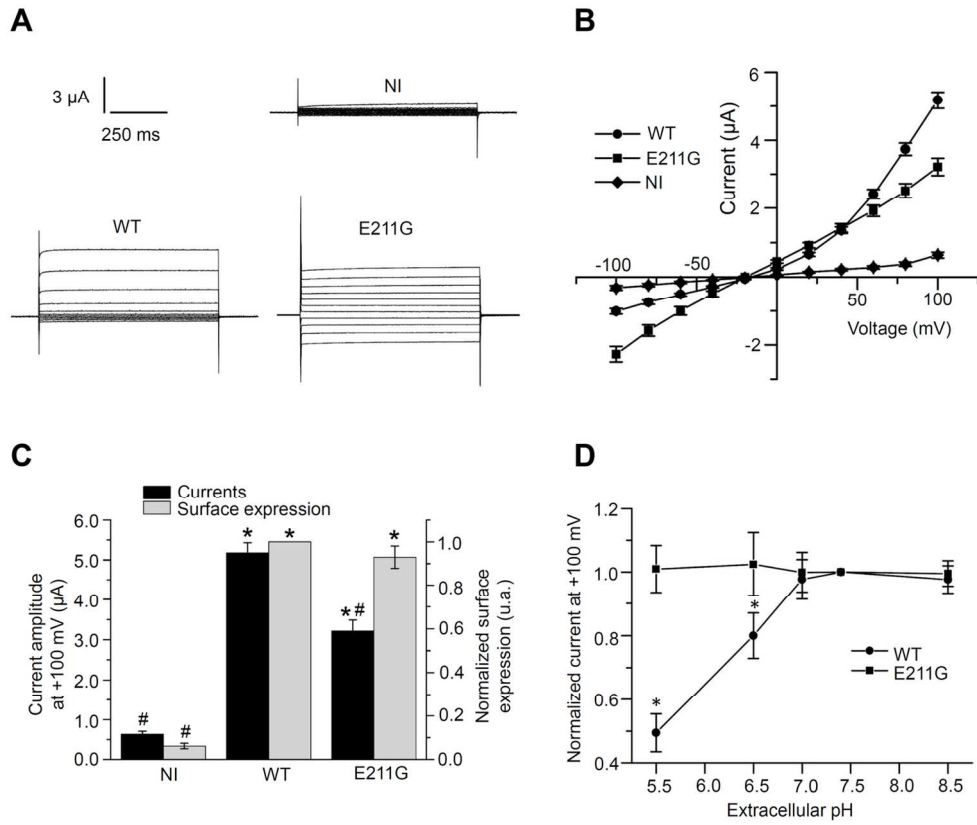 A
3 µA
250 ms
NI
WT
E211G
B
WT
E211G
NI
Current (µA)
6
4
2
-2
-100
-50
50
100
Voltage (mV)
C
Currents
Surface expression
Current amplitude
at +100 mV (µA)
6.0
5.0
4.0
3.0
2.0
1.0
0.0
# # * * * # *
NI WT E211G
1.0
0.8
0.6
0.4
0.2
0.0
Normalized surface
expression (u.a.)
D
Normalized current at +100 mV
1.2
1.0
0.8
0.6
0.4
*
*
WT
E211G
5.5 6.0 6.5 7.0 7.5 8.0 8.5
Extracellular pH